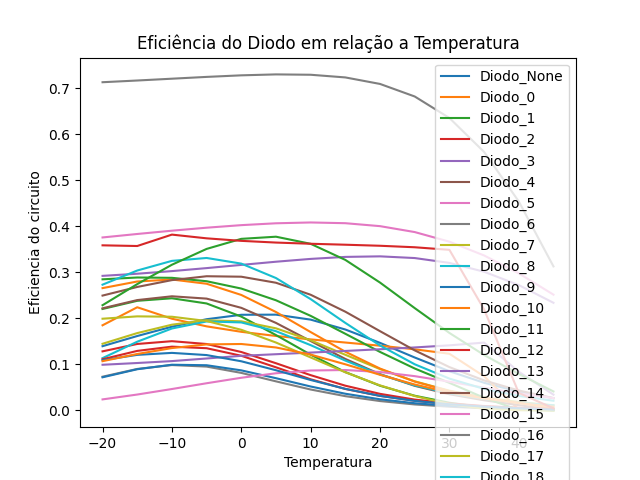 Eficiência do Diodo em relação a Temperatura
Eficiencia do circuito
0.7
0.6
0.5
0.4
0.3
0.2
0.1
0.0
−20
−10
0
10
20
30
40
Temperatura
Diodo_None
Diodo_0
Diodo_1
Diodo_2
Diodo_3
Diodo_4
Diodo_5
Diodo_6
Diodo_7
Diodo_8
Diodo_9
Diodo_10
Diodo_11
Diodo_12
Diodo_13
Diodo_14
Diodo_15
Diodo_16
Diodo_17
Diodo_18